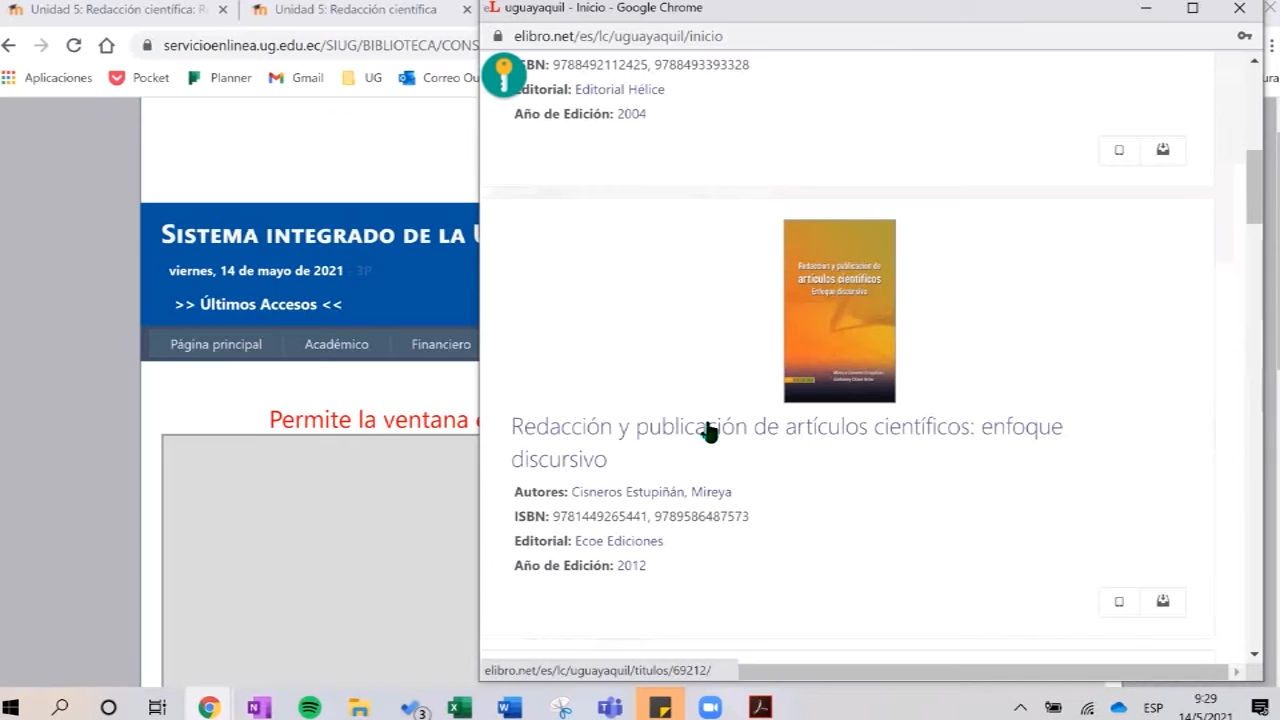 Unidad 5: Redacción científica: R
Unidad 5: Redacción científica
uguayaquil - Inicio - Google Chrome
servicioenlinea.ug.edu.ec/SIUG/BIBLIOTECA/CONS
elibro.net/es/lc/uguayaquil/inicio
Aplicaciones
Pocket
Planner
Gmail
UG
Correo Ou
SBN: 9788492112425, 9788493393328
ditorial: Editorial Hélice
Año de Edición: 2004
SISTEMA INTEGRADO DE LA U
viernes, 14 de mayo de 2021 - 3P
>> Últimos Accesos <<
Página principal
Académico
Financiero
Redacción y publicación de
artículos científicos
Enfoque discursivo
Permite la ventana e
Redacción y publicación de artículos científicos: enfoque
discursivo
Autores: Cisneros Estupiñán, Mireya
ISBN: 9781449265441, 9789586487573
Editorial: Ecoe Ediciones
Año de Edición: 2012
elibro.net/es/lc/uguayaquil/titulos/69212/
3
ESP
9:29
14/5/2021